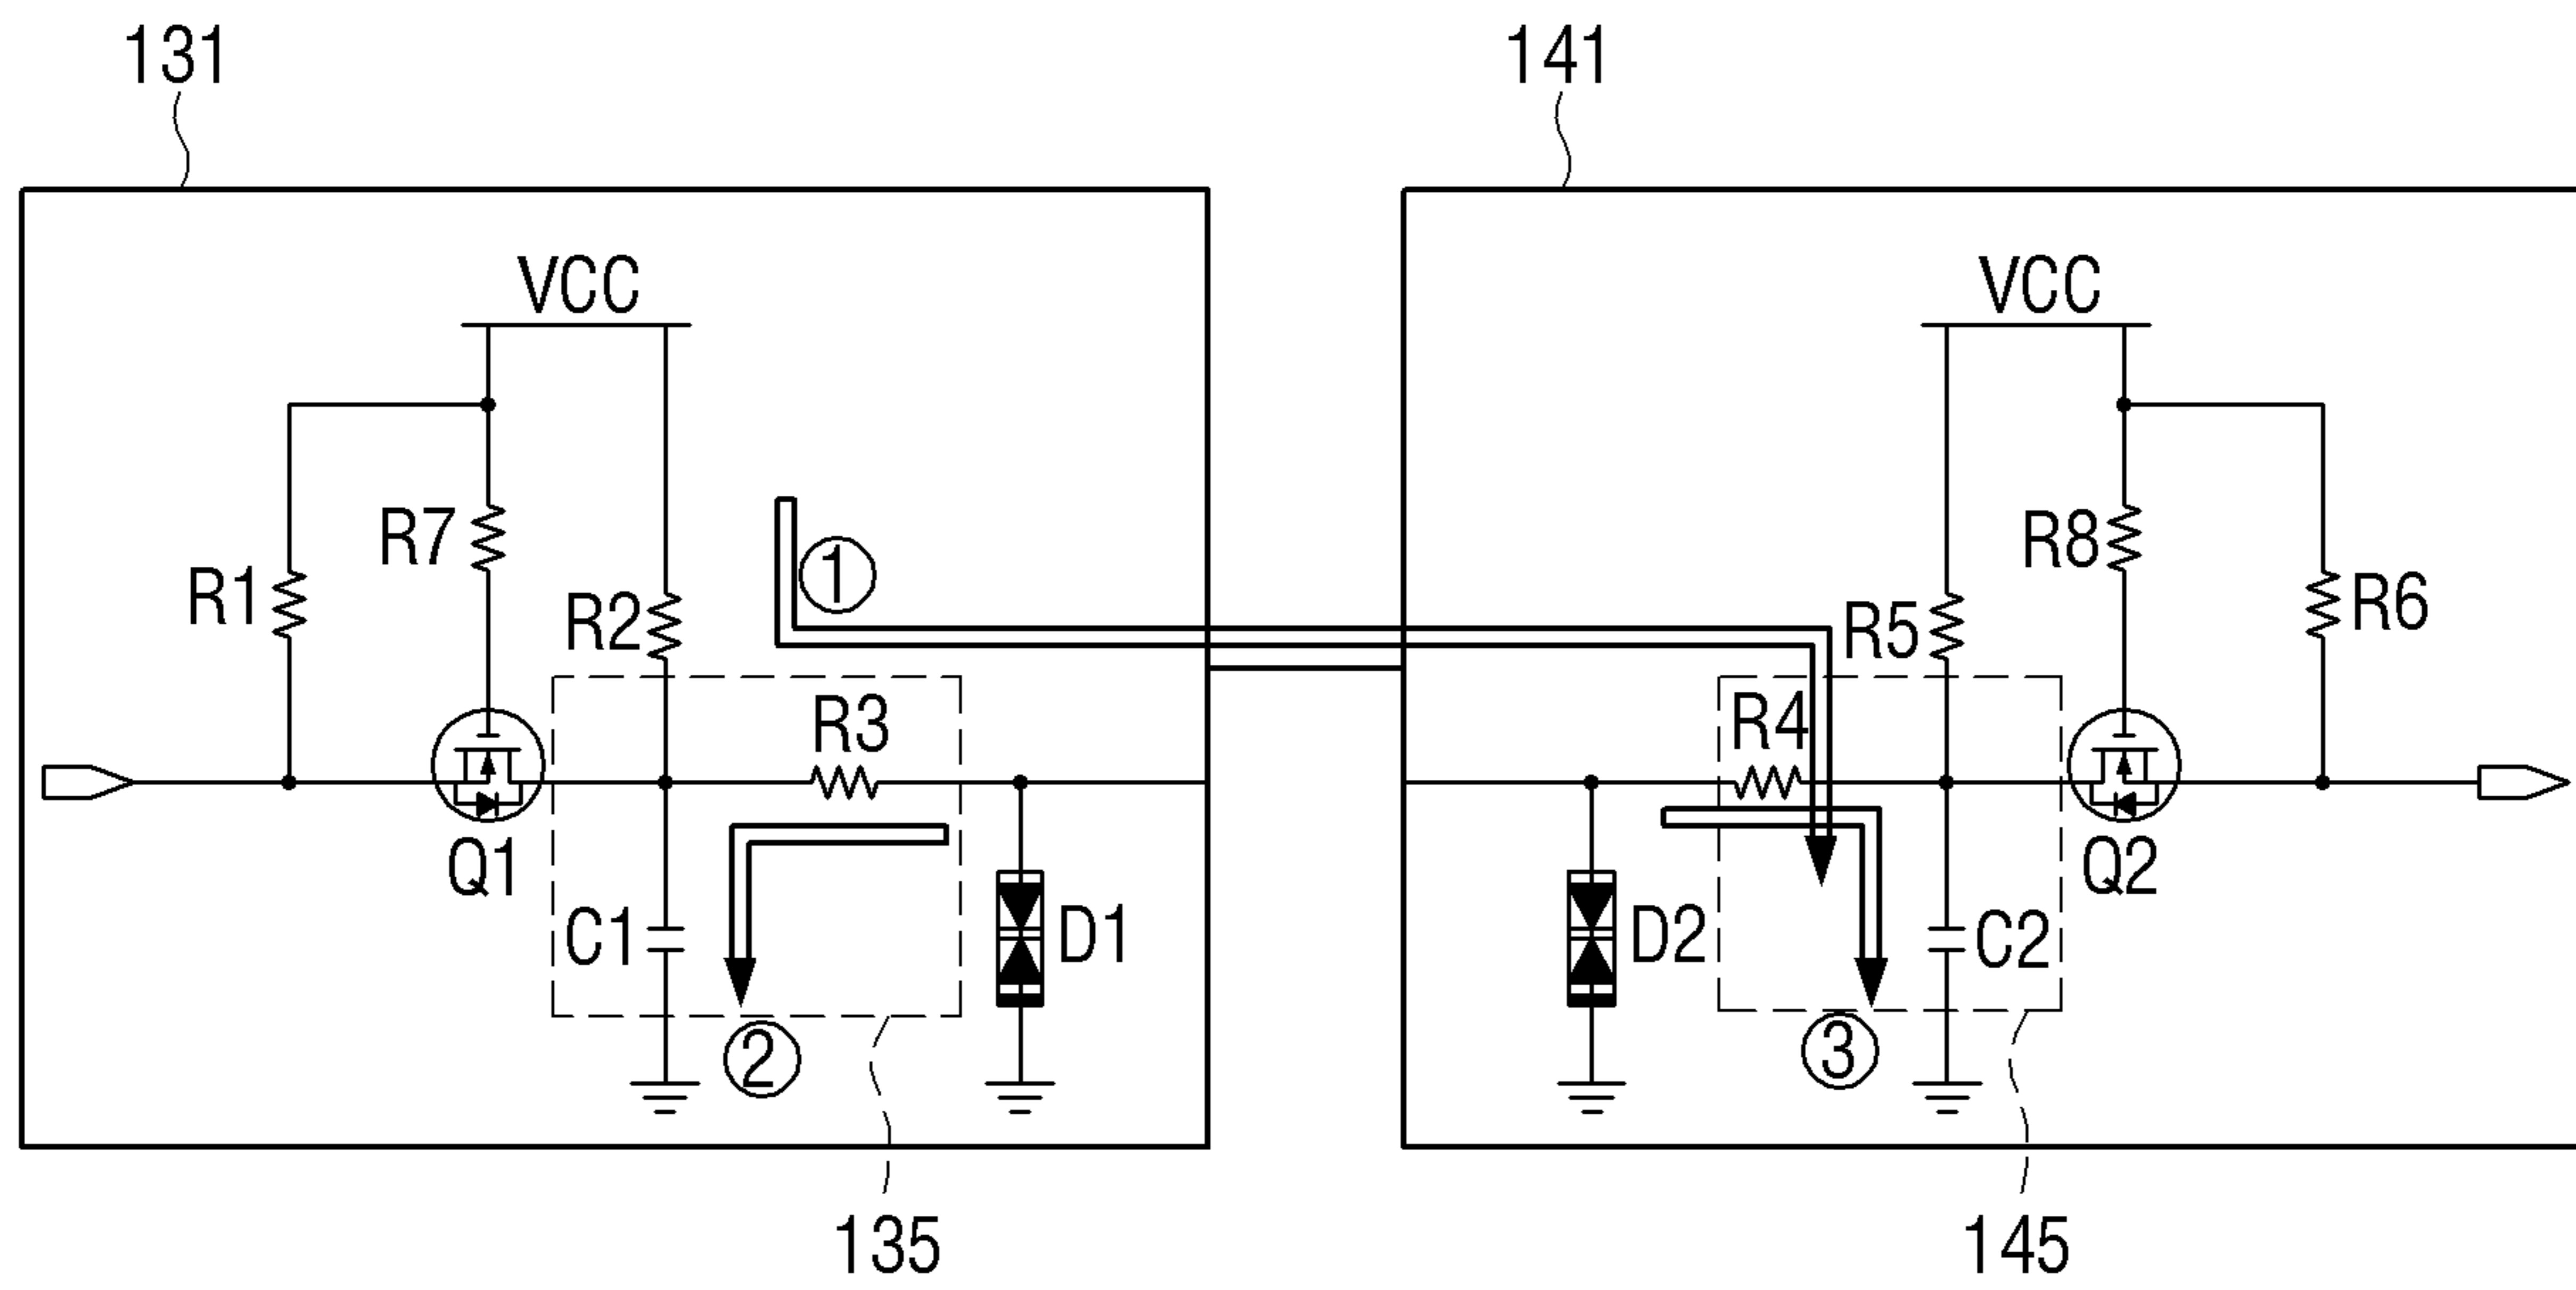 131
141
VCC
VCC
R7
R8
R1
①
R2
R5
R6
R3
R4
Q1
Q2
C1
D1
D2
C2
②
③
135
145